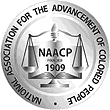 NATIONAL ASSOCIATION FOR THE ADVANCEMENT OF COLORED PEOPLE
NAACP
FOUNDED
1909